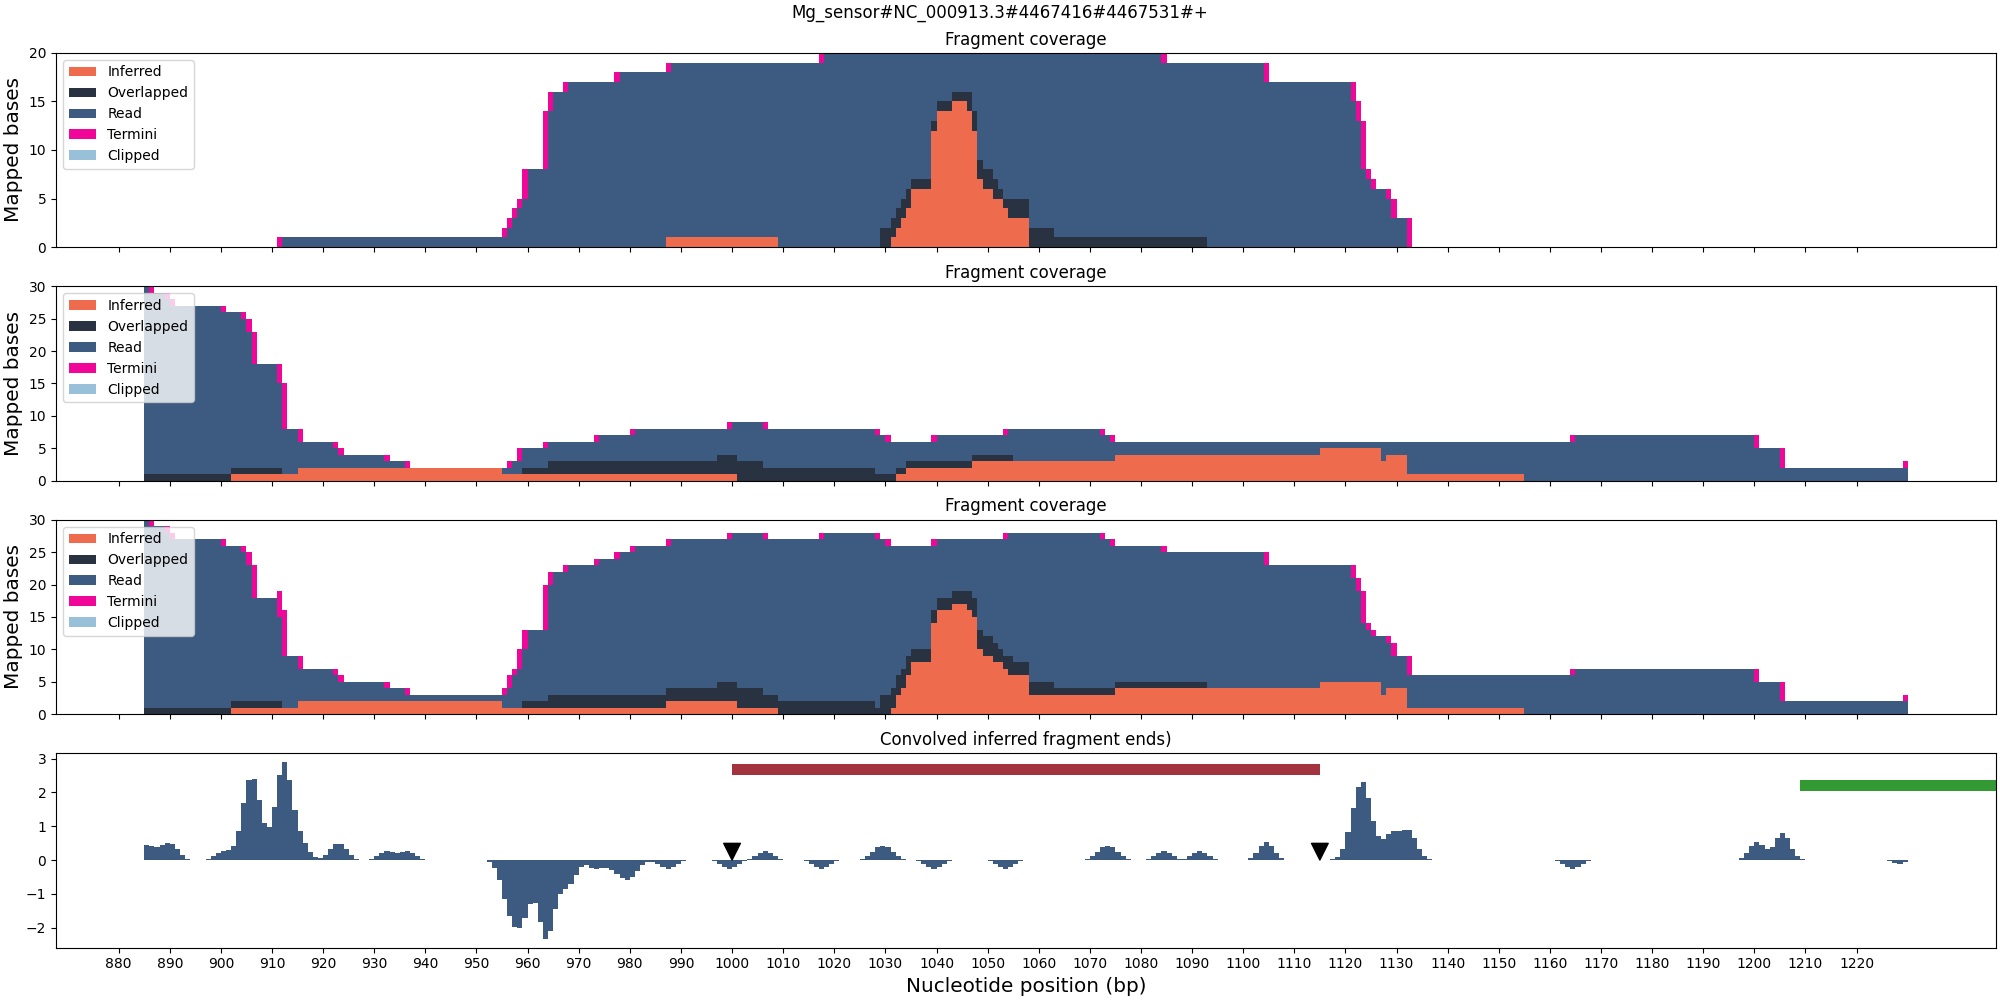 Mg_sensor#NC_000913.3#4467416#4467531#+
Fragment coverage
Mapped bases
20
15
10
5
0
Inferred
Overlapped
Read
Termini
Clipped
Fragment coverage
Mapped bases
30
25
20
15
10
5
0
Inferred
Overlapped
Read
Termini
Clipped
Fragment coverage
Mapped bases
30
25
20
15
10
5
0
Inferred
Overlapped
Read
Termini
Clipped
Convolved inferred fragment ends)
3
2
1
0
−1
−2
880 890 900 910 920 930 940 950 960 970 980 990 1000 1010 1020 1030 1040 1050 1060 1070 1080 1090 1100 1110 1120 1130 1140 1150 1160 1170 1180 1190 1200 1210 1220
Nucleotide position (bp)